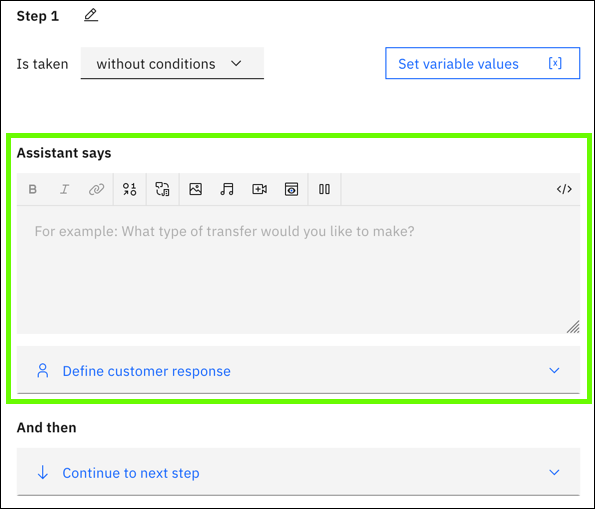 Step 1
Is taken without conditions Set variable values [x]
Assistant says
B I </>
For example: What type of transfer would you like to make?
Define customer response
And then
Continue to next step